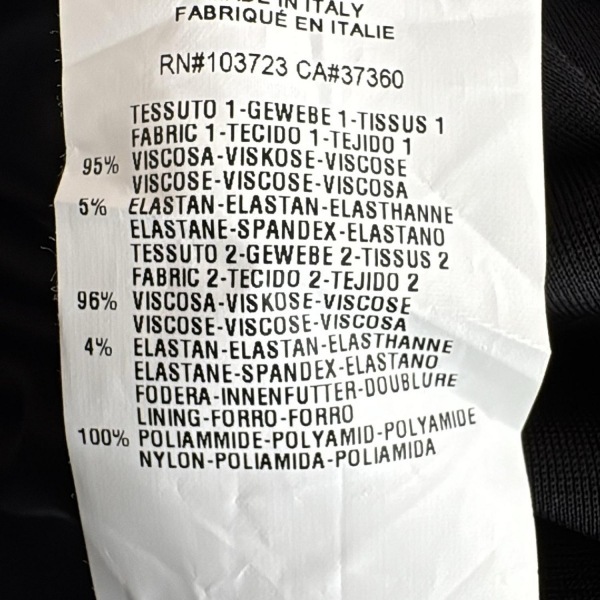 IN ITALY
FABRIQUÉ EN ITALIE
RN#103723 CA#37360
TESSUTO 1-GEWEBE 1-TISSUS 1
FABRIC 1-TECIDO 1-TEJIDO 1
95% VISCOSA-VISKOSE-VISCOSE
VISCOSE-VISCOSE-VISCOSA
5% ELASTAN-ELASTAN-ELASTHANNE
ELASTANE-SPANDEX-ELASTANO
TESSUTO 2-GEWEBE 2-TISSUS 2
FABRIC 2-TECIDO 2-TEJIDO 2
96% VISCOSA-VISKOSE-VISCOSE
VISCOSE-VISCOSE-VISCOSA
4% ELASTAN-ELASTAN-ELASTHANNE
ELASTANE-SPANDEX-ELASTANO
FODERA-INNENFUTTER-DOUBLURE
LINING-FORRO-FORRO
100% POLIAMMIDE-POLYAMID-POLYAMIDE
NYLON-POLIAMIDA-POLIAMIDA